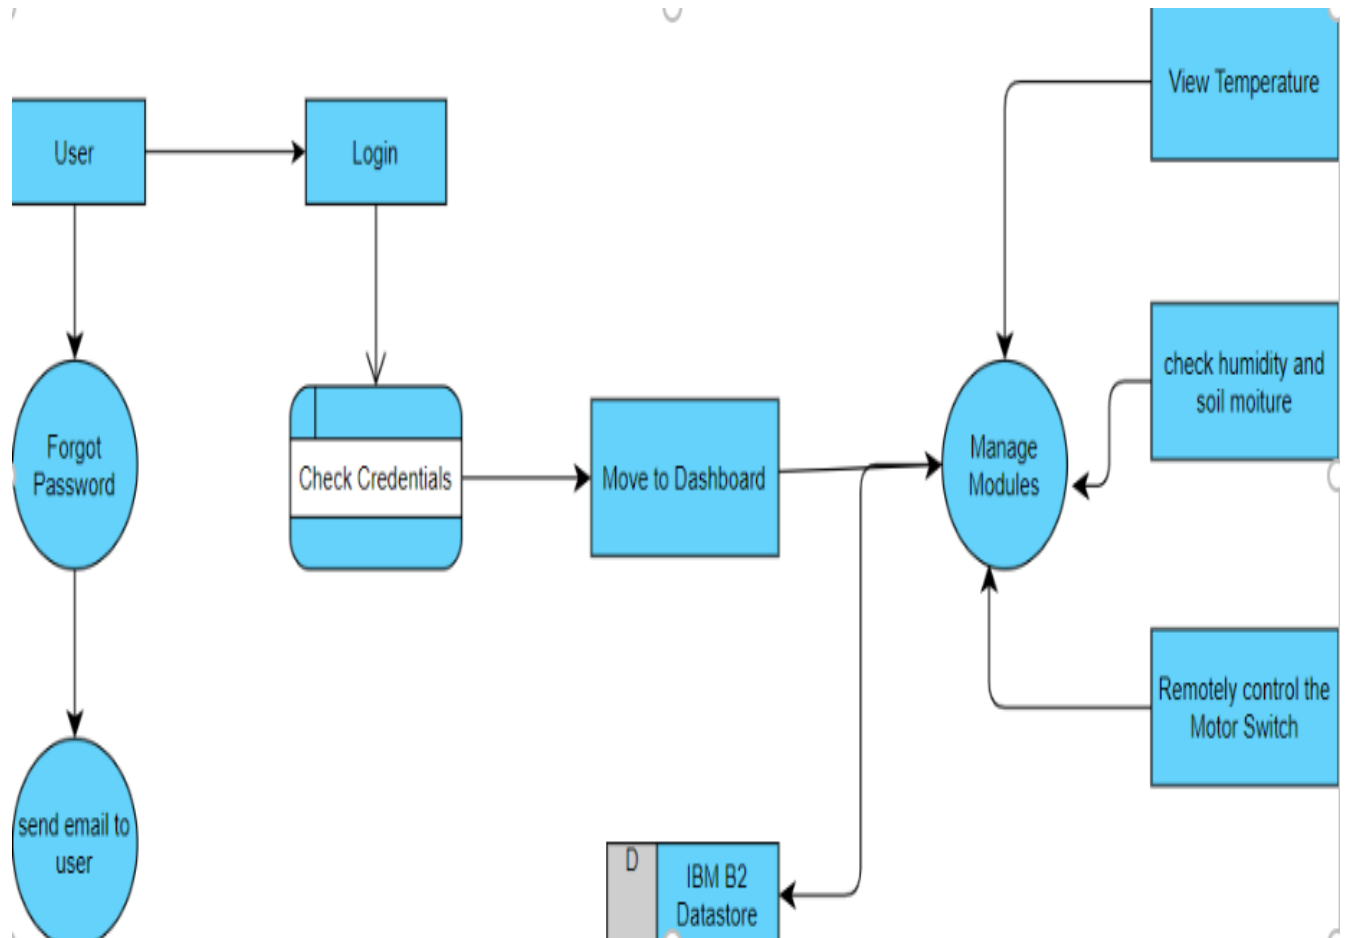 View Temperature
User
Login
check humidity and
soil moiture
Forgot
Password
Check Credentials
Move to Dashboard
Manage
Modules
Remotely control the
Motor Switch
send email to
user
D
IBM B2
Datastore